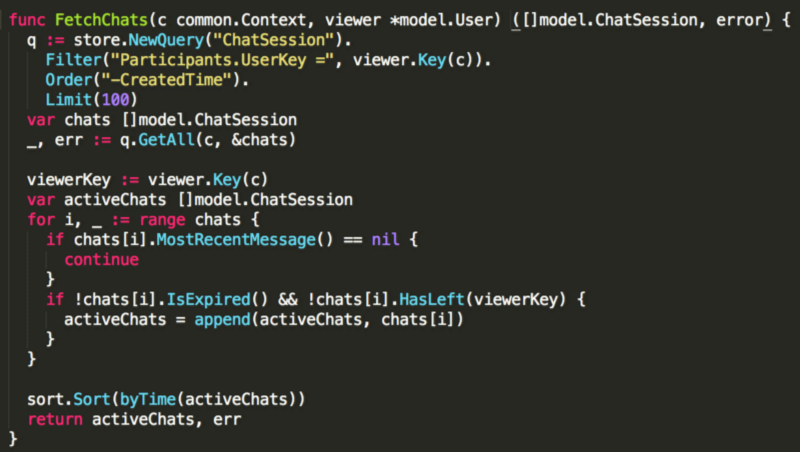 func FetchChats(c common.Context, viewer *model.User) ([]model.ChatSession, error) {
  q := store.NewQuery("ChatSession").
    Filter("Participants.UserKey =", viewer.Key(c)).
    Order("-CreatedTime").
    Limit(100)
  var chats []model.ChatSession
  _, err := q.GetAll(c, &chats)

  viewerKey := viewer.Key(c)
  var activeChats []model.ChatSession
  for i, _ := range chats {
    if chats[i].MostRecentMessage() == nil {
      continue
    }
    if !chats[i].IsExpired() && !chats[i].HasLeft(viewerKey) {
      activeChats = append(activeChats, chats[i])
    }
  }

  sort.Sort(byTime(activeChats))
  return activeChats, err
}